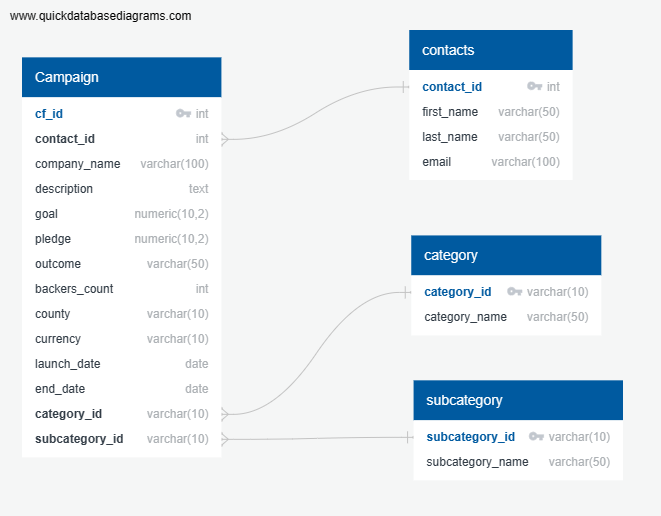 www.quickdatabasediagrams.com
Campaign
cf_id int
contact_id int
company_name varchar(100)
description text
goal numeric(10,2)
pledge numeric(10,2)
outcome varchar(50)
backers_count int
county varchar(10)
currency varchar(10)
launch_date date
end_date date
category_id varchar(10)
subcategory_id varchar(10)
contacts
contact_id int
first_name varchar(50)
last_name varchar(50)
email varchar(100)
category
category_id varchar(10)
category_name varchar(50)
subcategory
subcategory_id varchar(10)
subcategory_name varchar(50)